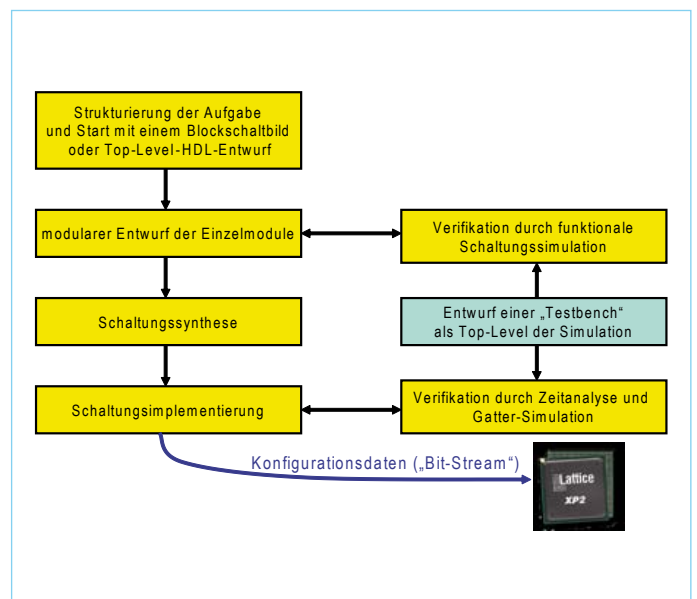 Strukturierung der Aufgabe
und Start mit einem Blockschaltbild
oder Top-Level-HDL-Entwurf
modularer Entwurf der Einzelmodule
Verifikation durch funktionale
Schaltungssimulation
Schaltungssynthese
Entwurf einer „Testbench“
als Top-Level der Simulation
Schaltungsimplementierung
Verifikation durch Zeitanalyse und
Gatter-Simulation
Konfigurationsdaten („Bit-Stream“)
Lattice
XP2